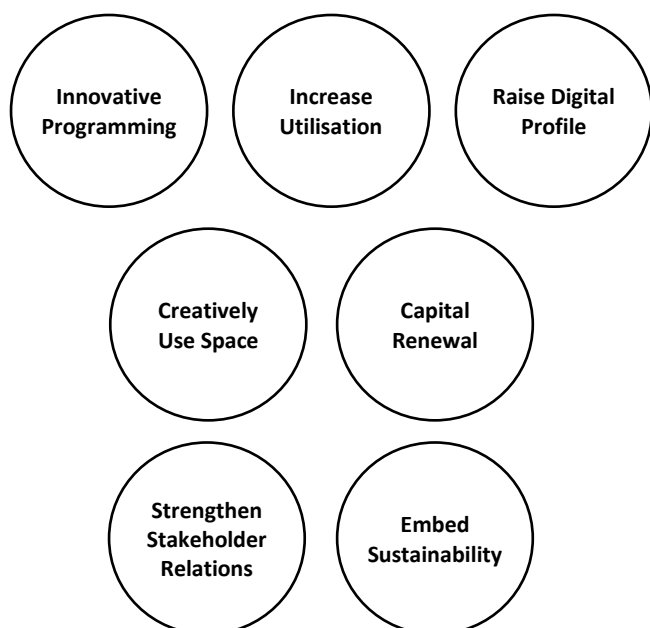 Innovative
Programming
Increase
Utilisation
Raise Digital
Profile
Creatively
Use Space
Capital
Renewal
Strengthen
Stakeholder
Relations
Embed
Sustainability